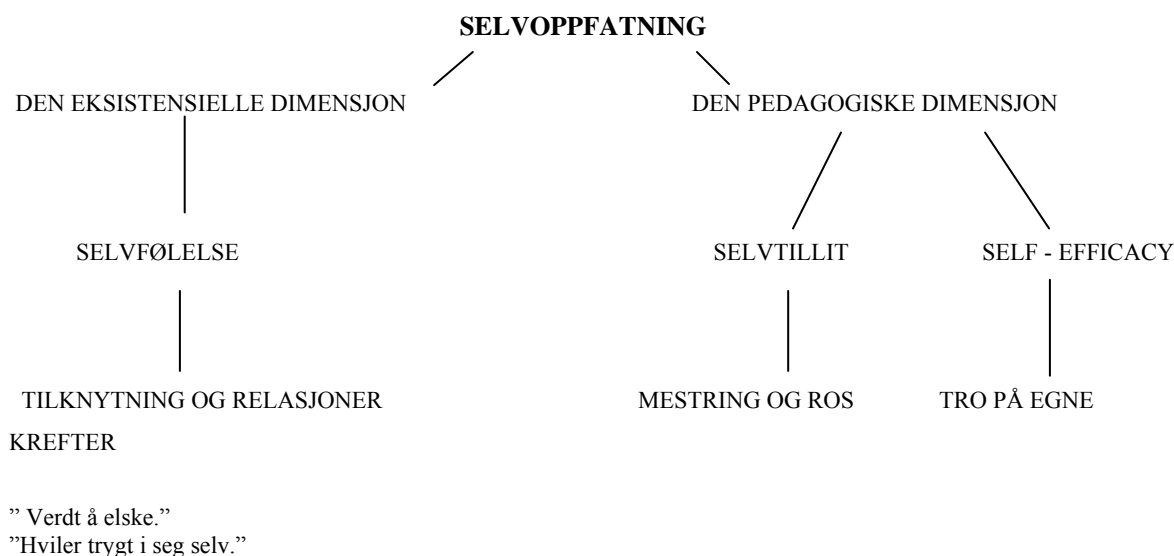 SELVOPPFATNING
DEN EKSISTENSIELLE DIMENSJON DEN PEDAGOGISKE DIMENSJON
SELVFØLELSE SELVTILLIT SELF - EFFICACY
TILKNYTNING OG RELASJONER MESTRING OG ROS TRO PÅ EGNE
KREFTER
” Verdt å elske.”
”Hviler trygt i seg selv.”